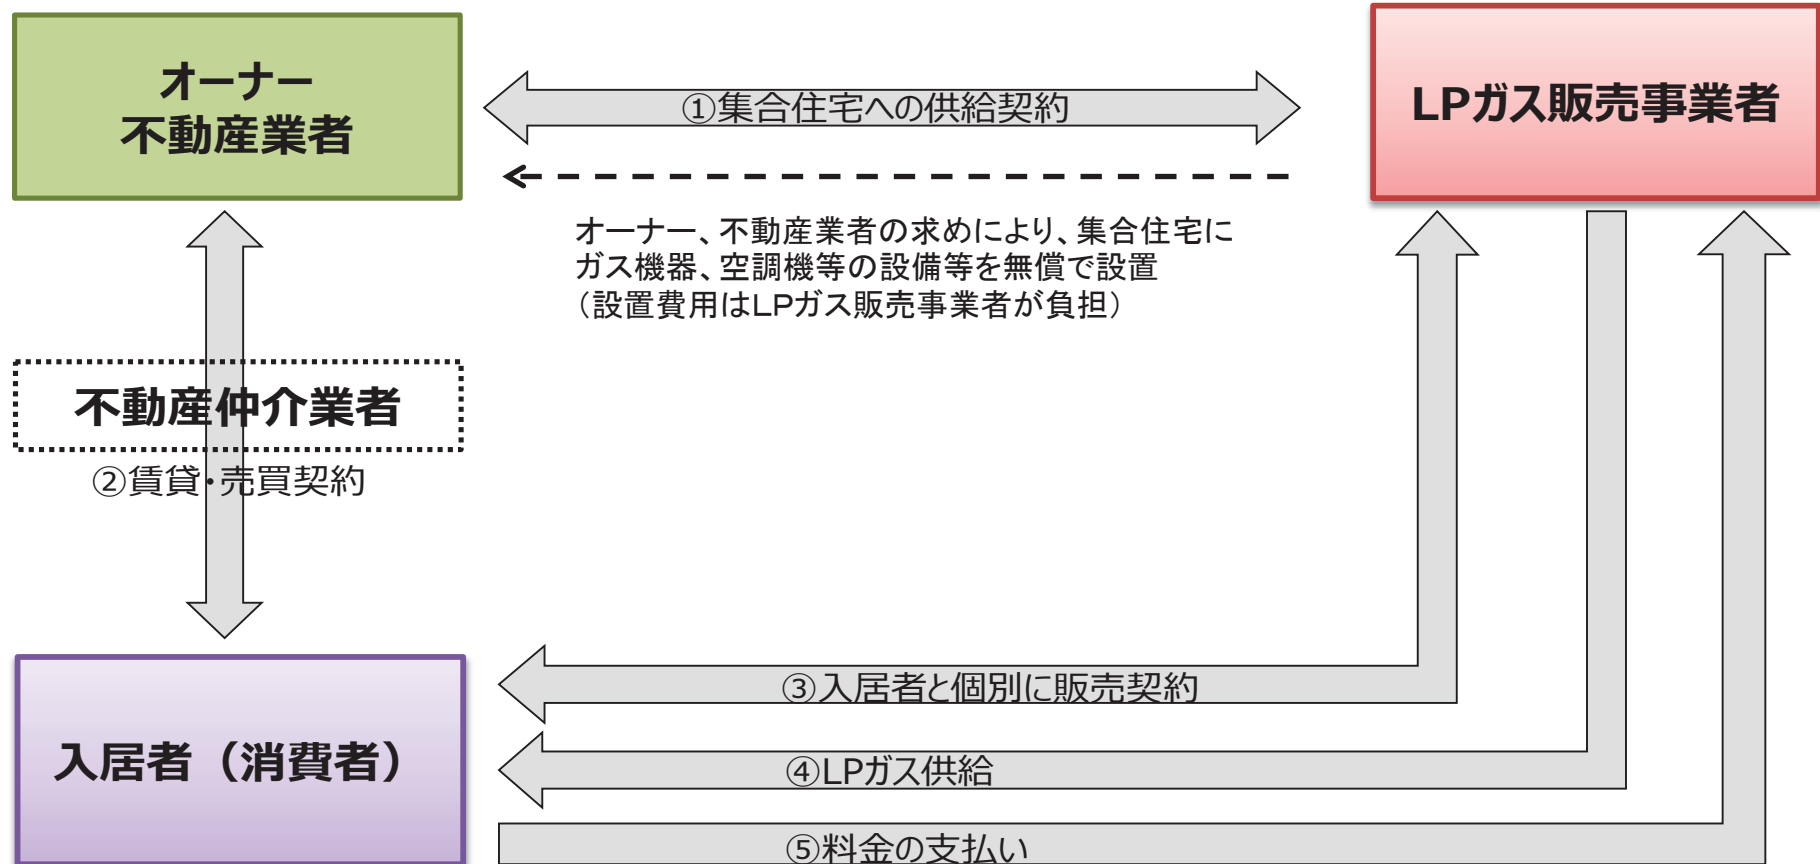 オーナー
不動産業者
LPガス販売事業者
①集合住宅への供給契約
オーナー、不動産業者の求めにより、集合住宅に
ガス機器、空調機等の設備等を無償で設置
（設置費用はLPガス販売事業者が負担）
不動産仲介業者
②賃貸・売買契約
③入居者と個別に販売契約
入居者（消費者）
④LPガス供給
⑤料金の支払い